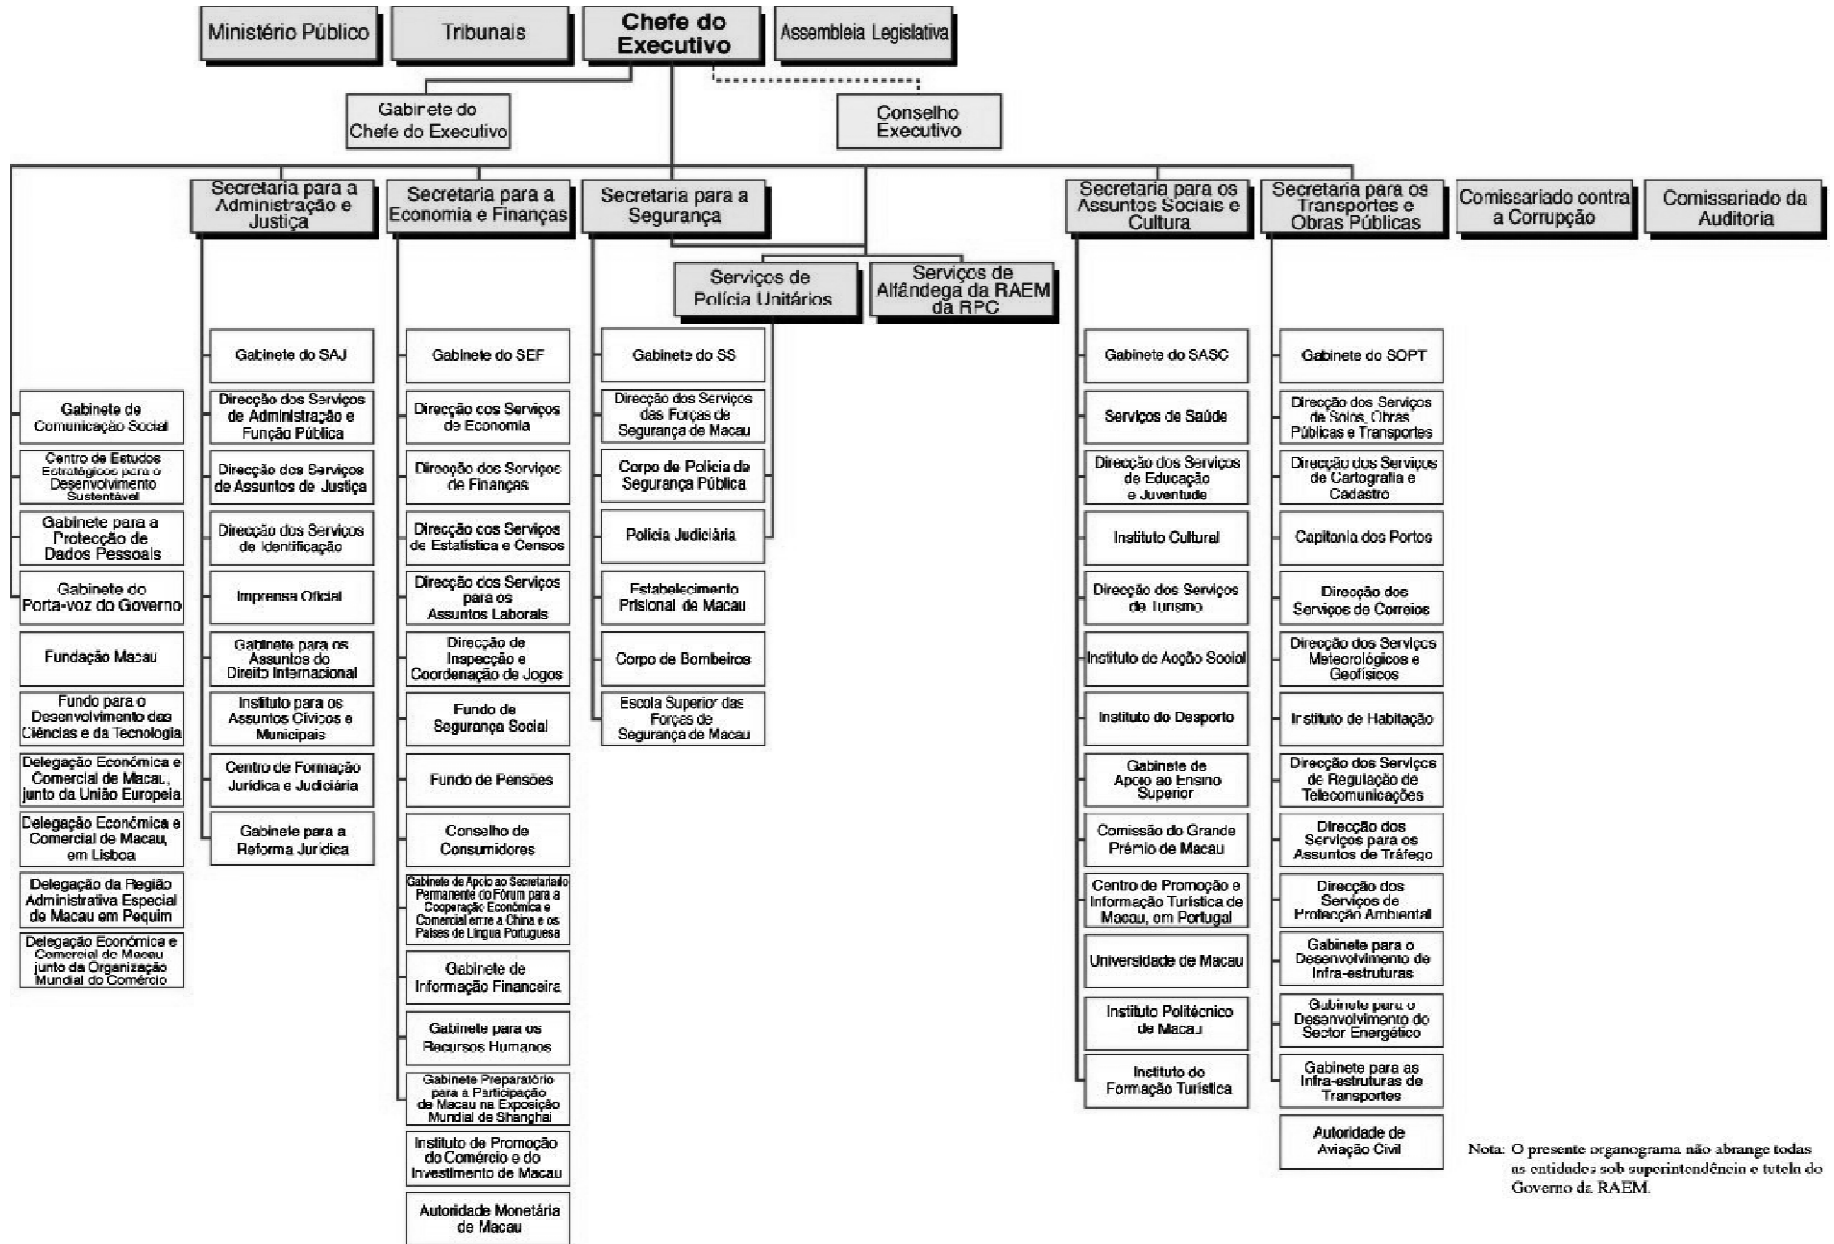 Ministério Público
Tribunais
Chefe do
Executivo
Assembleia Legislativa
Gabinete do
Chefe do Executivo
Conselho
Executivo
Secretaria para a
Administração e
Justiça
Secretaria para a
Economia e Finanças
Secretaria para a
Segurança
Secretaria para os
Assuntos Sociais e
Cultura
Secretaria para os
Transportes e
Obras Públicas
Comissariado contra
a Corrupção
Comissariado da
Auditoria
Serviços de
Polícia Unitários
Serviços de
Alfândega da RAEM
da RPC
Gabinete de
Comunicação Social
Centro de Estudos
Estratégicos para o
Desenvolvimento
Sustentável
Gabinete para a
Protecção de
Dados Pessoais
Gabinete do
Porta-voz do Governo
Fundação Macau
Fundo para o
Desenvolvimento das
Ciências e da Tecnologia
Delegação Económica e
Comercial de Macau,
junto da União Europeia
Delegação Económica e
Comercial de Macau,
em Lisboa
Delegação da Região
Administrativa Especial
de Macau em Pequim
Delegação Económica e
Comercial de Macau
junto da Organização
Mundial do Comércio
Gabinete do SAJ
Direcção dos Serviços
de Administração e
Função Pública
Direcção dos Serviços
de Assuntos de Justiça
Direcção dos Serviços
de Identificação
Imprensa Oficial
Gabinete para os
Assuntos do
Direito Internacional
Instituto para os
Assuntos Cívicos e
Municipais
Centro de Formação
Jurídica e Judiciária
Gabinete para a
Reforma Jurídica
Gabinete do SEF
Direcção dos Serviços
de Economia
Direcção dos Serviços
de Finanças
Direcção dos Serviços
de Estatística e Censos
Direcção dos Serviços
para os
Assuntos Laborais
Direcção de
Inspecção e
Coordenação de Jogos
Fundo de
Segurança Social
Fundo de Pensões
Conselho de
Consumidores
Gabinete de Apoio ao Secretariado
Permanente do Fórum para a
Cooperação Económica e
Comercial entre a China e os
Países de Língua Portuguesa
Gabinete de
Informação Financeira
Gabinete para os
Recursos Humanos
Gabinete Preparatório
para a Participação
de Macau na Exposição
Mundial de Shanghai
Instituto de Promoção
do Comércio e do
Investimento de Macau
Autoridade Monetária
de Macau
Gabinete do SS
Direcção dos Serviços
das Forças de
Segurança de Macau
Corpo de Polícia de
Segurança Pública
Polícia Judiciária
Estabelecimento
Prisional de Macau
Corpo de Bombeiros
Escola Superior das
Forças de
Segurança de Macau
Gabinete do SASC
Serviços de Saúde
Direcção dos Serviços
de Educação
e Juventude
Instituto Cultural
Direcção dos Serviços
de Turismo
Instituto de Acção Social
Instituto do Desporto
Gabinete de
Apoio ao Ensino
Superior
Comissão do Grande
Prémio de Macau
Centro de Promoção e
Informação Turística de
Macau, em Portugal
Universidade de Macau
Instituto Politécnico
de Macau
Instituto de
Formação Turística
Gabinete do SOPT
Direcção dos Serviços
de Solos, Obras
Públicas e Transportes
Direcção dos Serviços
de Cartografia e
Cadastro
Capitania dos Portos
Direcção dos
Serviços de Correios
Direcção dos Serviços
Meteorológicos e
Geofísicos
Instituto de Habitação
Direcção dos Serviços
de Regulação de
Telecomunicações
Direcção dos
Serviços para os
Assuntos de Tráfego
Direcção dos
Serviços de
Protecção Ambiental
Gabinete para o
Desenvolvimento de
Infra-estruturas
Gabinete para o
Desenvolvimento do
Sector Energético
Gabinete para as
Infra-estruturas de
Transportes
Autoridade de
Aviação Civil
Nota: O presente organograma não abrange todas
as entidades sob superintendência e tutela do
Governo da RAEM.